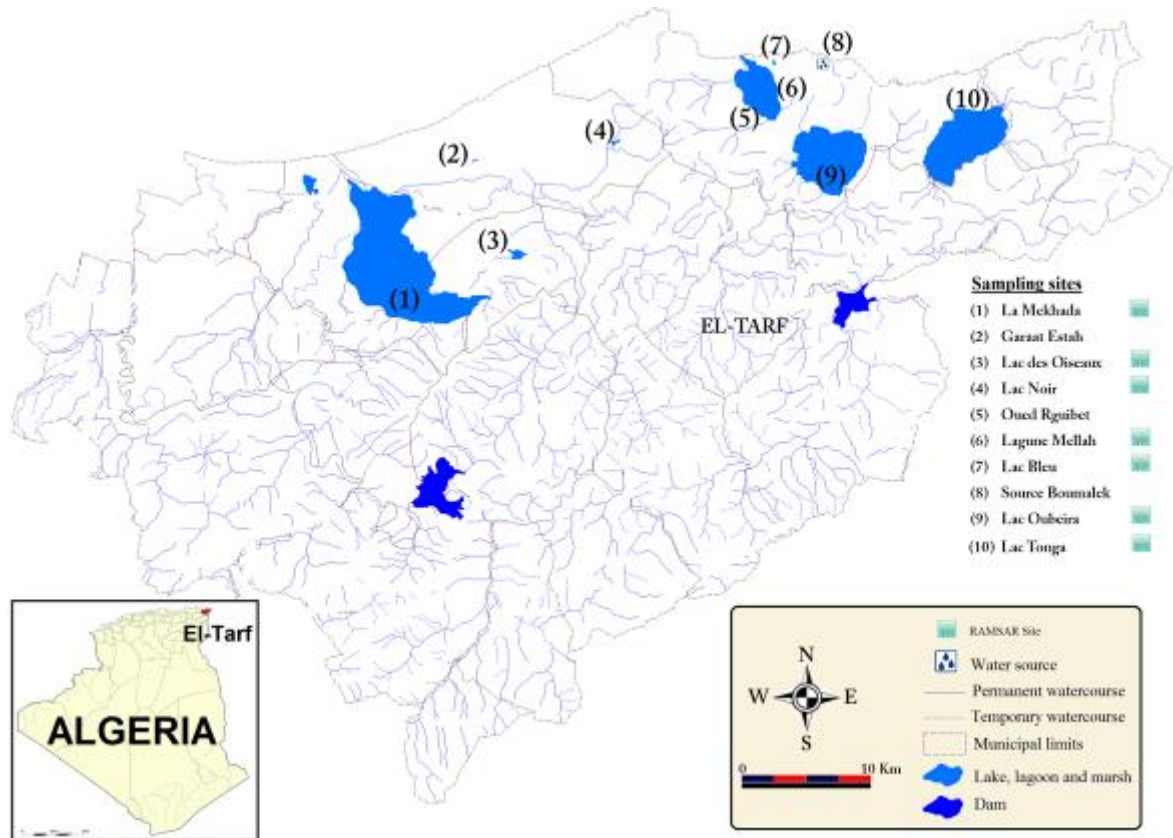 (7)
(8)
(6)
(10)
(5)
(4)
(2)
(9)
(3)
(1)
EL-TARF
Sampling sites
(1) La Mekhada
(2) Garaat Estah
(3) Lac des Oiseaux
(4) Lac Noir
(5) Oued Rguibet
(6) Lagune Mellah
(7) Lac Bleu
(8) Source Boumalek
(9) Lac Oubeira
(10) Lac Tonga
El-Tarf
ALGERIA
RAMSAR Site
Water source
Permanent watercourse
Temporary watercourse
Municipal limits
Lake, lagoon and marsh
Dam
N
W E
S
0 10 Km